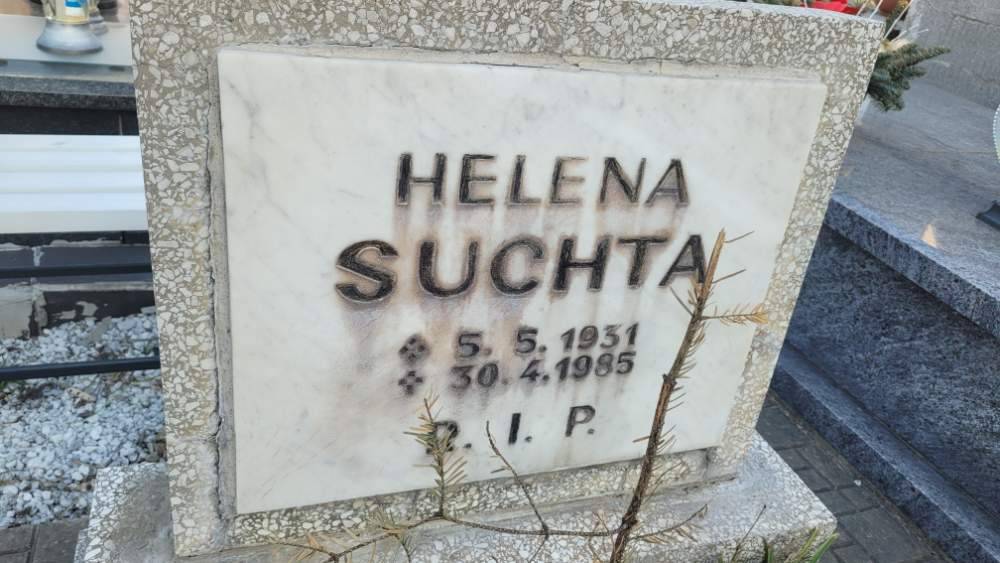 HELENA
SUCHTA
5. 5. 1931
30. 4. 1985
R. I. P.